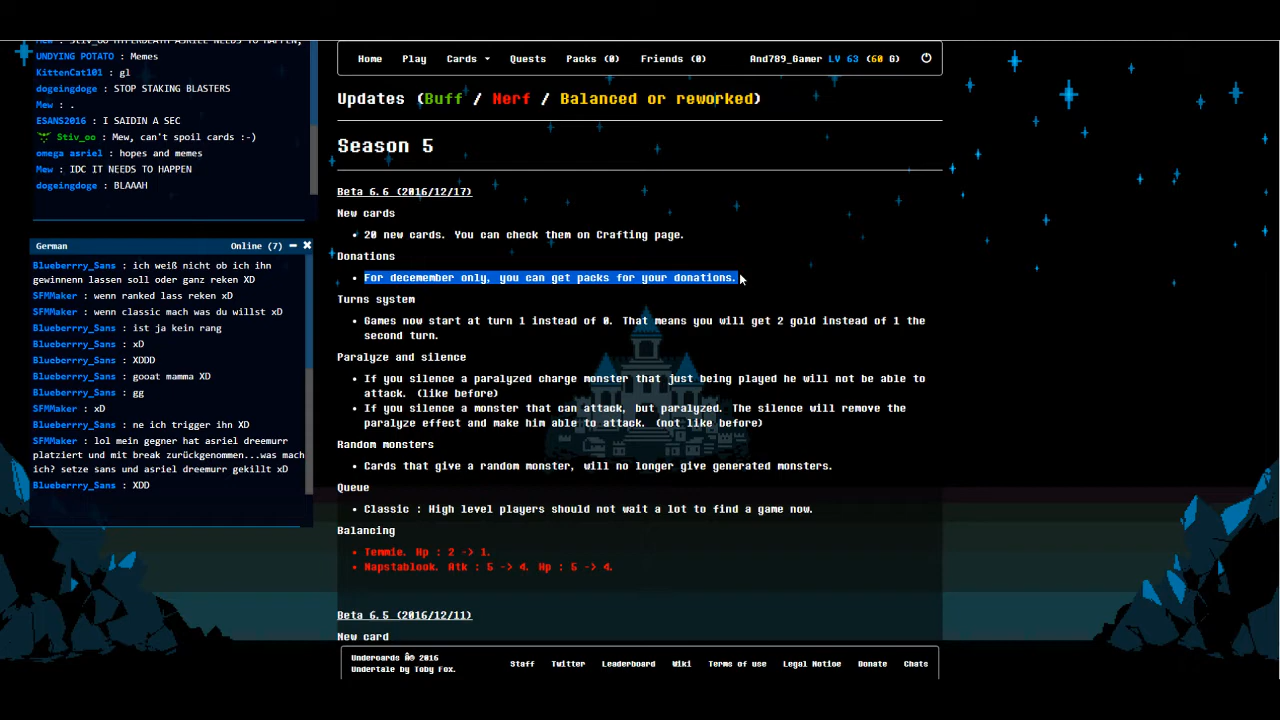 UNDYING POTATO : Memes
KittenCat101 : gl
dogeingdoge : STOP STAKING BLASTERS
Mew : .
ESANS2016 : I SAIDIN A SEC
Stiv_oo : Mew, can't spoil cards :-)
omega asriel : hopes and memes
Mew : IDC IT NEEDS TO HAPPEN
dogeingdoge : BLAAAH
German Online (7)
Blueberrry_Sans : ich weiß nicht ob ich ihn
gewinnenn lassen soll oder ganz reken XD
SFMMaker : wenn ranked lass reken xD
SFMMaker : wenn classic mach was du willst xD
Blueberrry_Sans : ist ja kein rang
Blueberrry_Sans : xD
Blueberrry_Sans : XDDD
Blueberrry_Sans : gooat mamma XD
Blueberrry_Sans : gg
SFMMaker : xD
Blueberrry_Sans : ne ich trigger ihn XD
SFMMaker : lol mein gegner hat asriel dreemurr
platziert und mit break zurückgenommen...was mach
ich? setze sans und asriel dreemurr gekillt xD
Blueberrry_Sans : XDD
Home Play Cards Quests Packs (0) Friends (0) And789_Gamer LV 63 (60 G)
Updates (Buff / Nerf / Balanced or reworked)
Season 5
Beta 6.6 (2016/12/17)
New cards
• 20 new cards. You can check them on Crafting page.
Donations
• For decemember only, you can get packs for your donations.
Turns system
• Games now start at turn 1 instead of 0. That means you will get 2 gold instead of 1 the
second turn.
Paralyze and silence
• If you silence a paralyzed charge monster that just being played he will not be able to
attack. (like before)
• If you silence a monster that can attack, but paralyzed. The silence will remove the
paralyze effect and make him able to attack. (not like before)
Random monsters
• Cards that give a random monster, will no longer give generated monsters.
Queue
• Classic : High level players should not wait a lot to find a game now.
Balancing
• Temmie. Hp : 2 -> 1.
• Napstablook. Atk : 5 -> 4. Hp : 5 -> 4.
Beta 6.5 (2016/12/11)
New card
Undercards Â© 2016
Undertale by Toby Fox.
Staff Twitter Leaderboard Wiki Terms of use Legal Notice Donate Chats